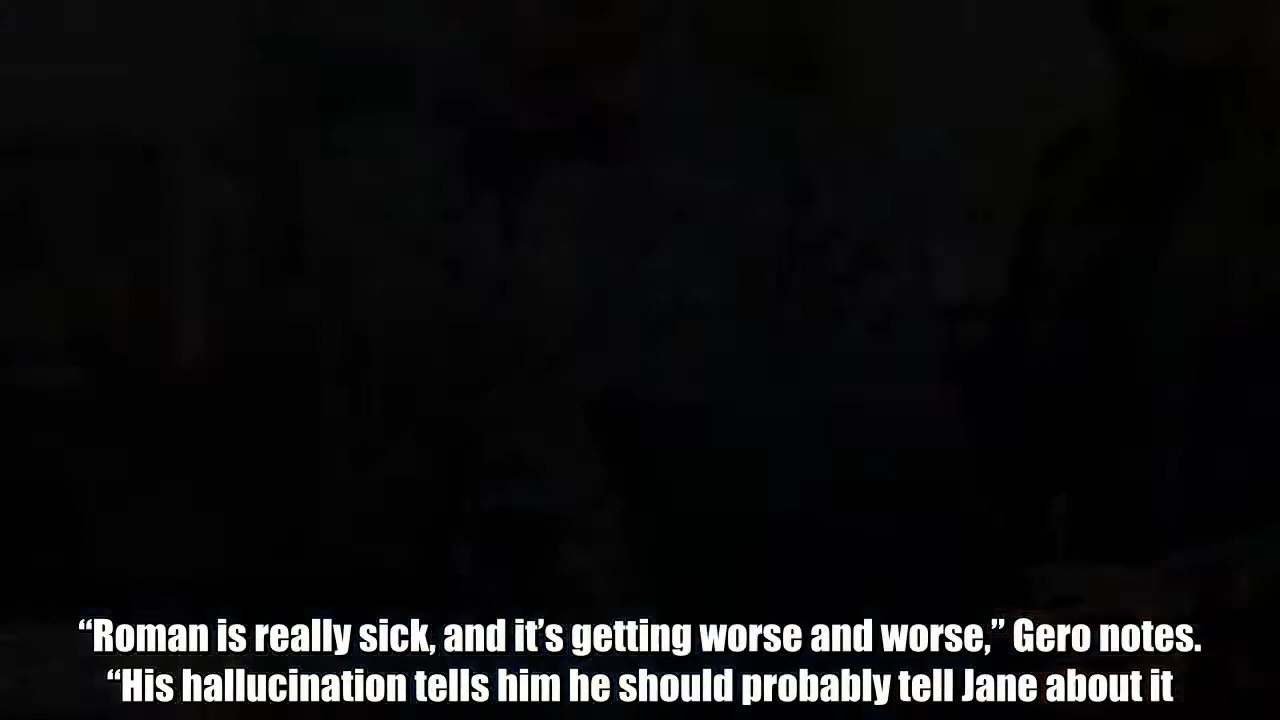 “Roman is really sick, and it’s getting worse and worse,” Gero notes.
“His hallucination tells him he should probably tell Jane about it